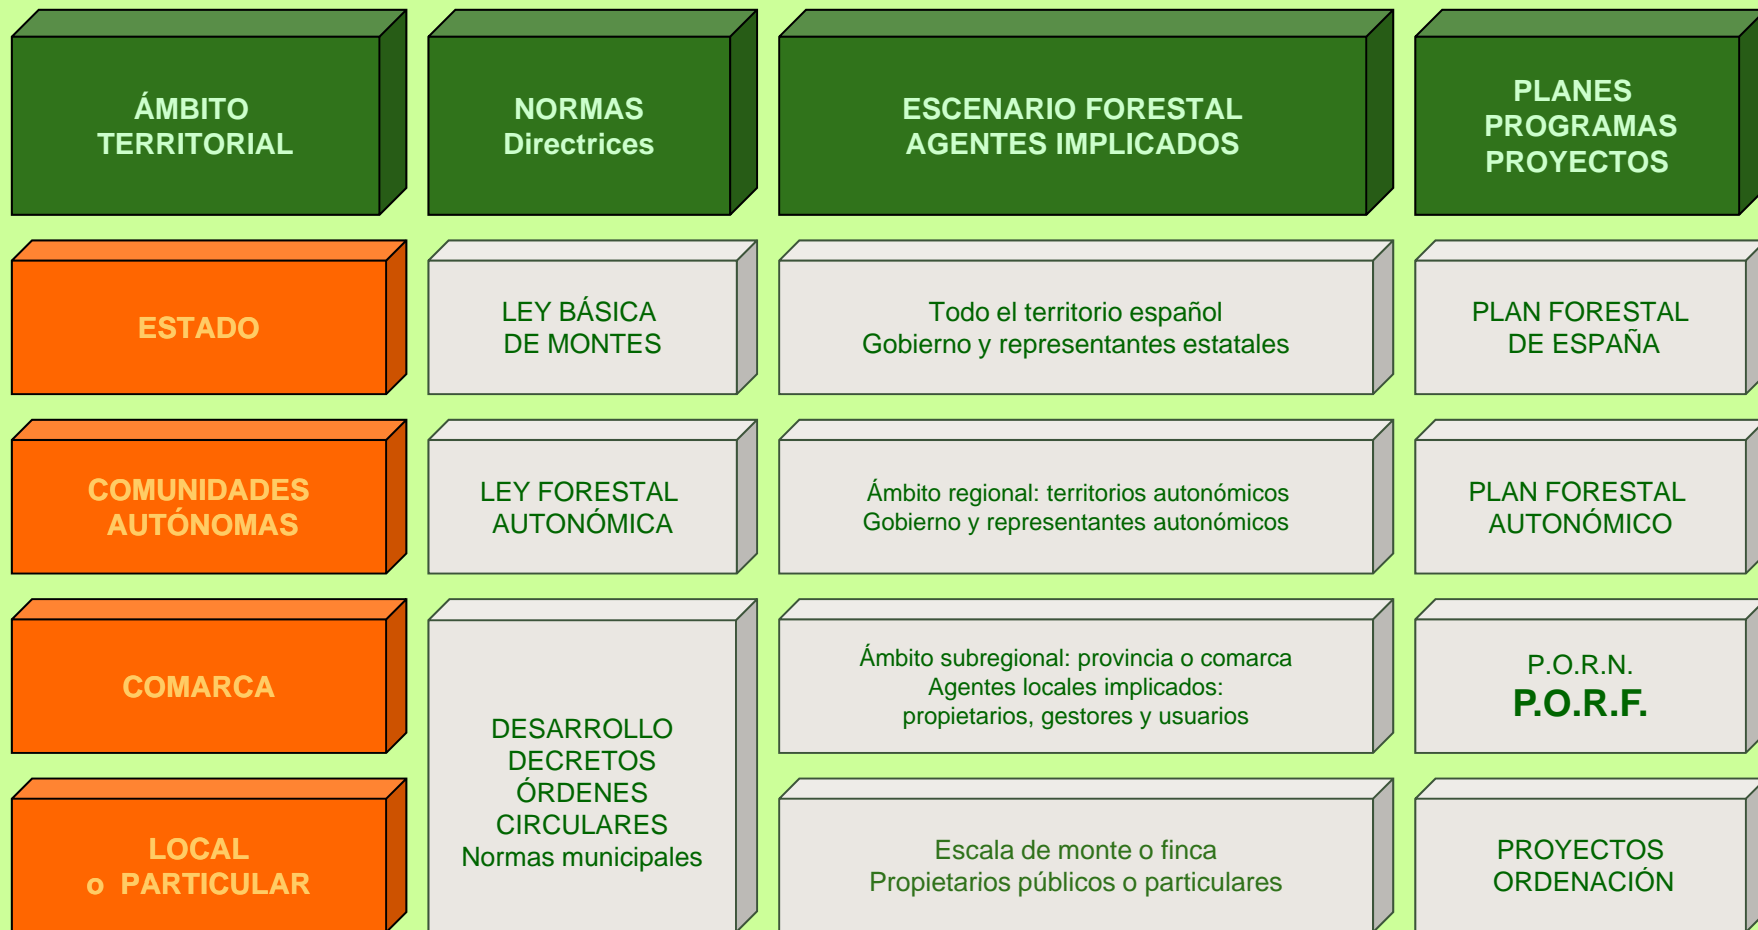 ÁMBITO
TERRITORIAL
NORMAS
Directrices
ESCENARIO FORESTAL
AGENTES IMPLICADOS
PLANES
PROGRAMAS
PROYECTOS
ESTADO
LEY BÁSICA
DE MONTES
Todo el territorio español
Gobierno y representantes estatales
PLAN FORESTAL
DE ESPAÑA
COMUNIDADES
AUTÓNOMAS
LEY FORESTAL
AUTONÓMICA
Ámbito regional: territorios autonómicos
Gobierno y representantes autonómicos
PLAN FORESTAL
AUTONÓMICO
COMARCA
DESARROLLO
DECRETOS
ÓRDENES
CIRCULARES
Normas municipales
Ámbito subregional: provincia o comarca
Agentes locales implicados:
propietarios, gestores y usuarios
P.O.R.N.
P.O.R.F.
LOCAL
o PARTICULAR
Escala de monte o finca
Propietarios públicos o particulares
PROYECTOS
ORDENACIÓN